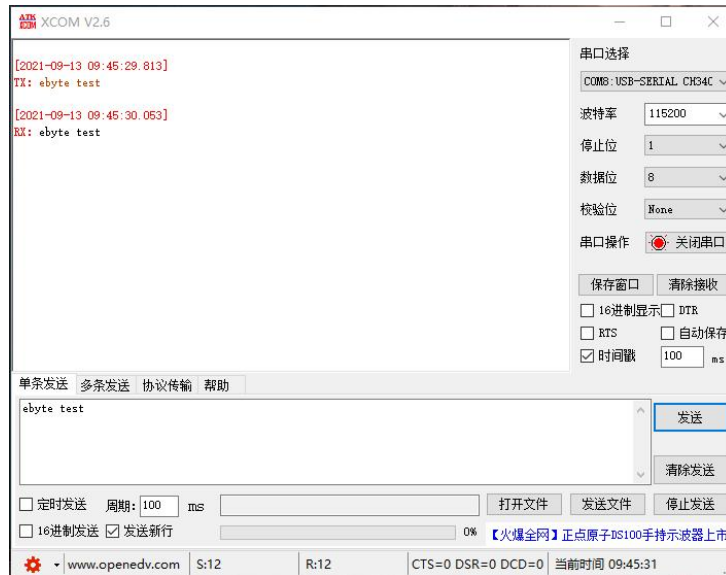 ATK COM XCOM V2.6
[2021-09-13 09:45:29.813]
TX: ebyte test
[2021-09-13 09:45:30.053]
RX: ebyte test
串口选择
COM8:USB-SERIAL CH340
波特率 115200
停止位 1
数据位 8
校验位 None
串口操作 关闭串口
保存窗口 清除接收
16进制显示 DTR
RTS 自动保存
时间戳 100 ms
单条发送 多条发送 协议传输 帮助
ebyte test
发送
清除发送
定时发送 周期: 100 ms 打开文件 发送文件 停止发送
16进制发送 发送新行 0% 【火爆全网】正点原子DS100手持示波器上市
www.openedv.com S:12 R:12 CTS=0 DSR=0 DCD=0 当前时间 09:45:31